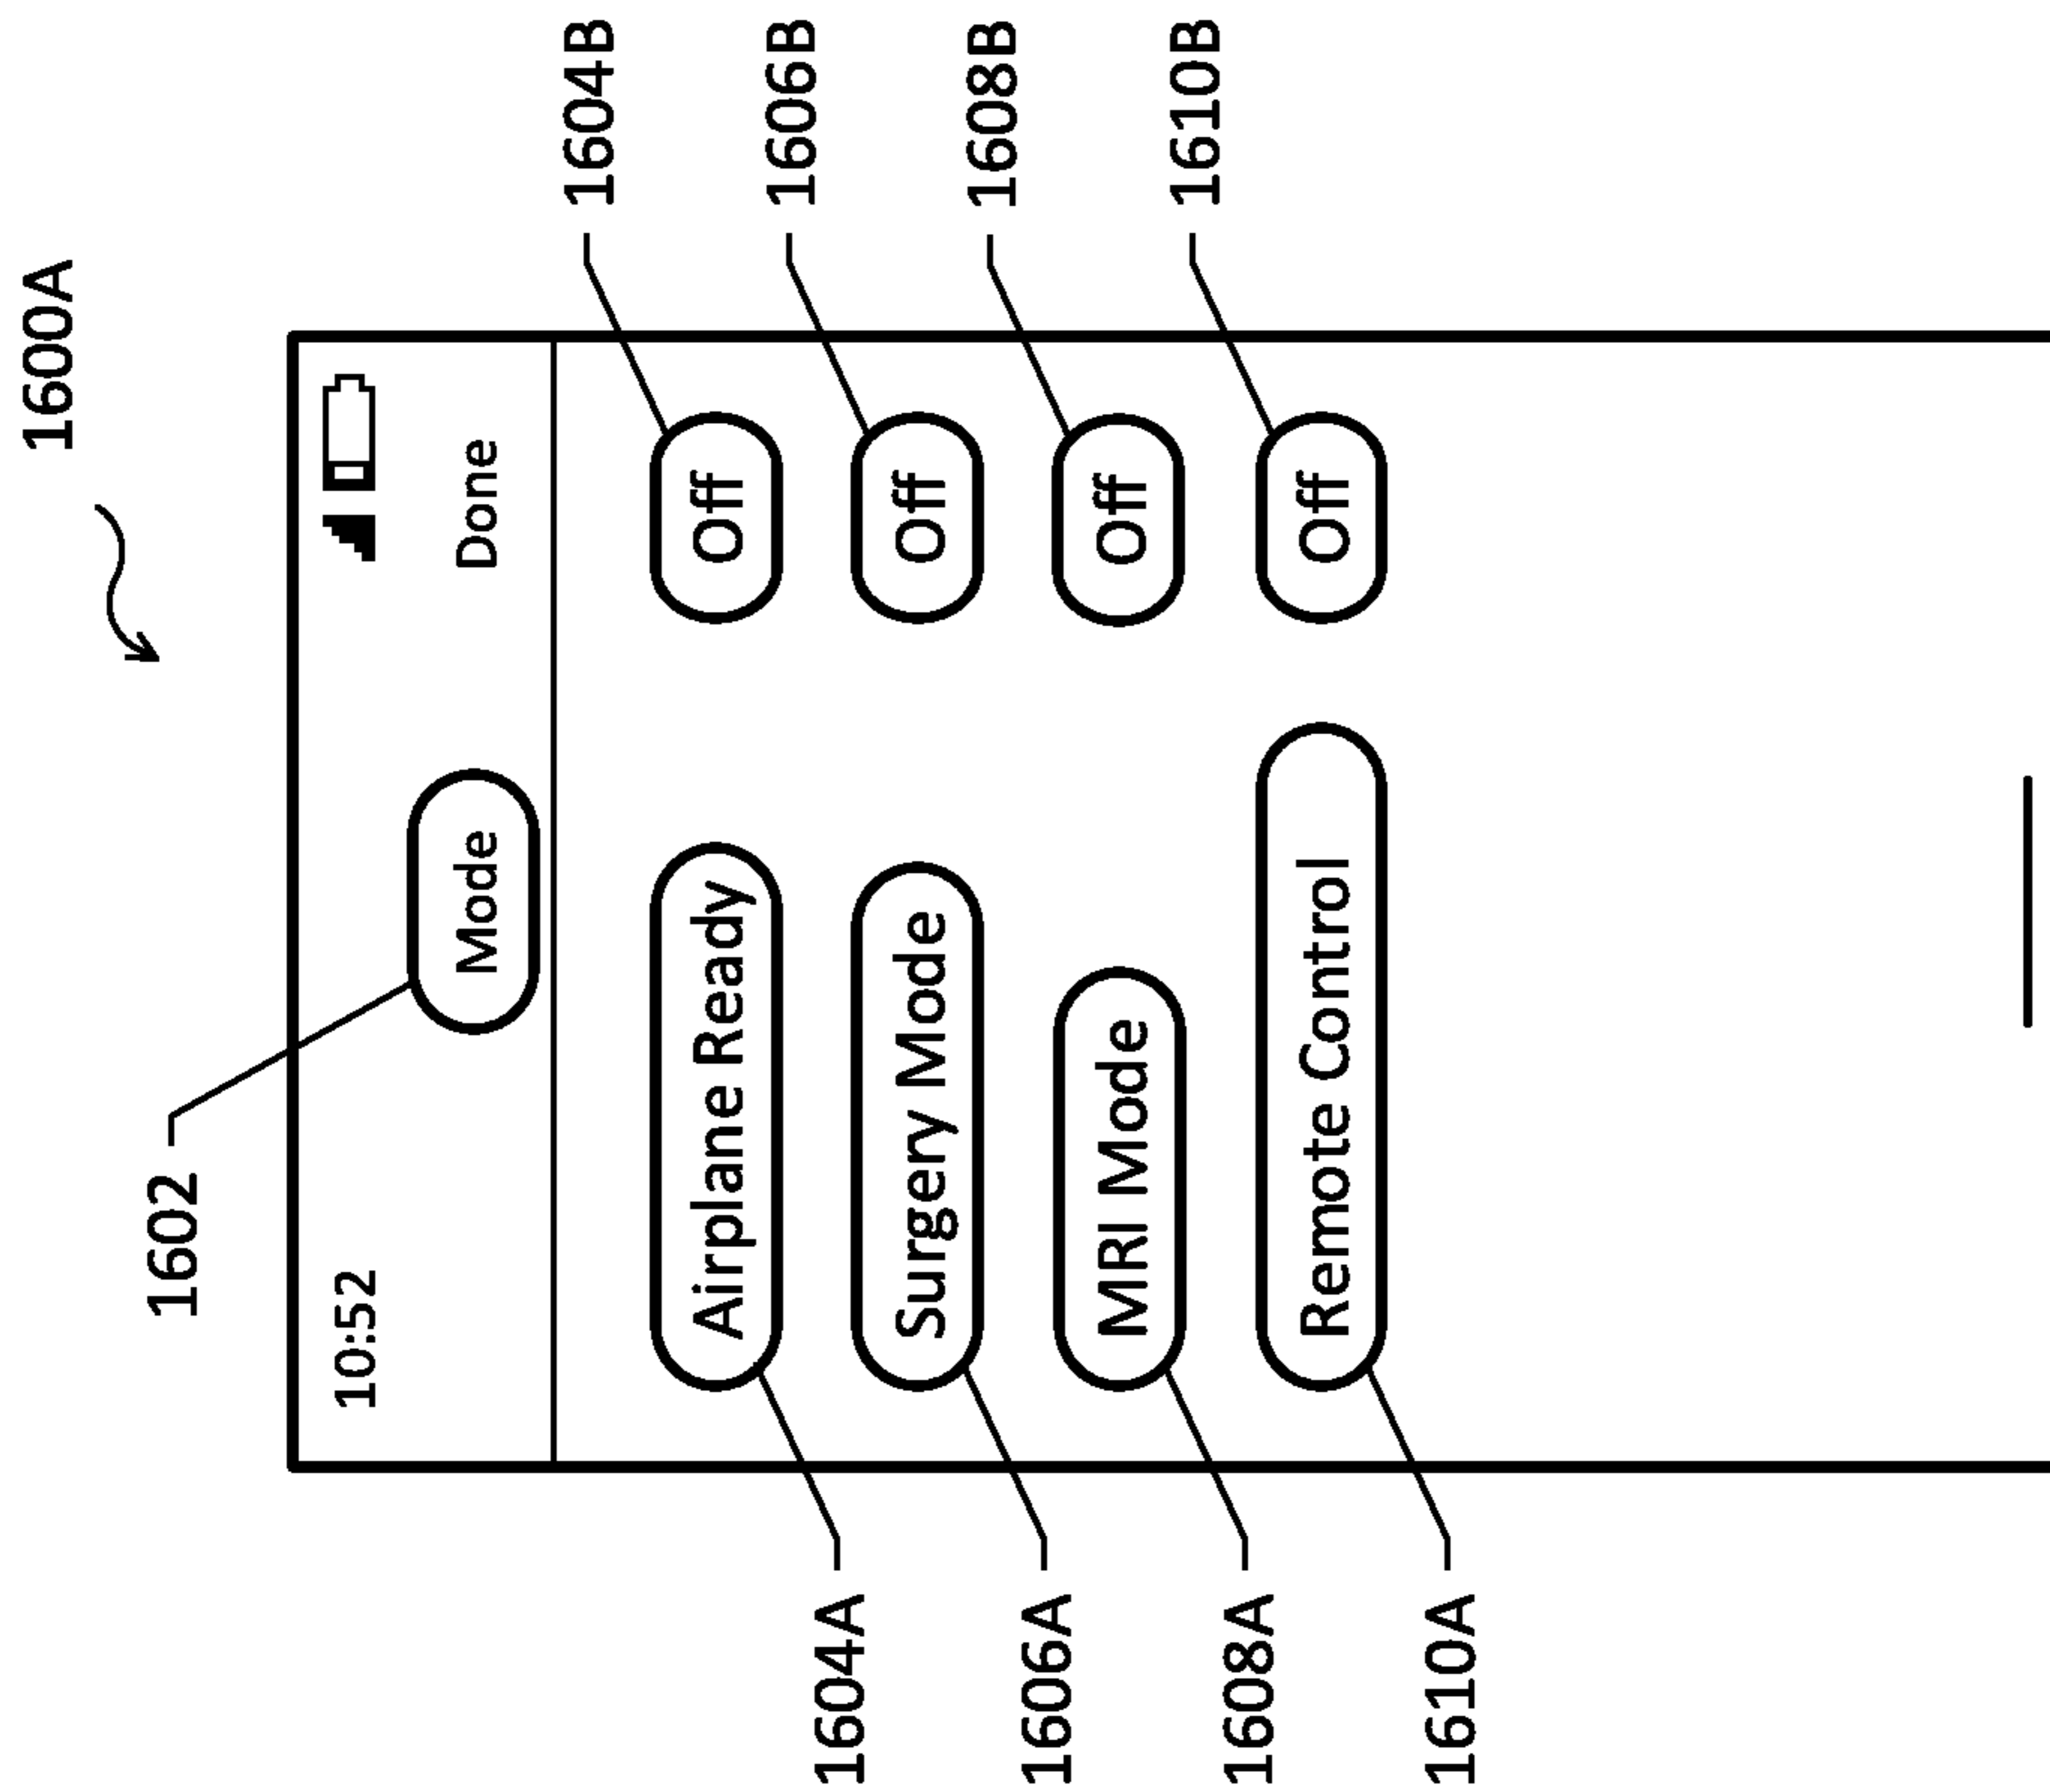 1600A
1602
10:52
Mode
Done
1604B
Airplane Ready
Off
1604A
1606B
Surgery Mode
Off
1606A
1608B
MRI Mode
Off
1608A
1610B
Remote Control
Off
1610A